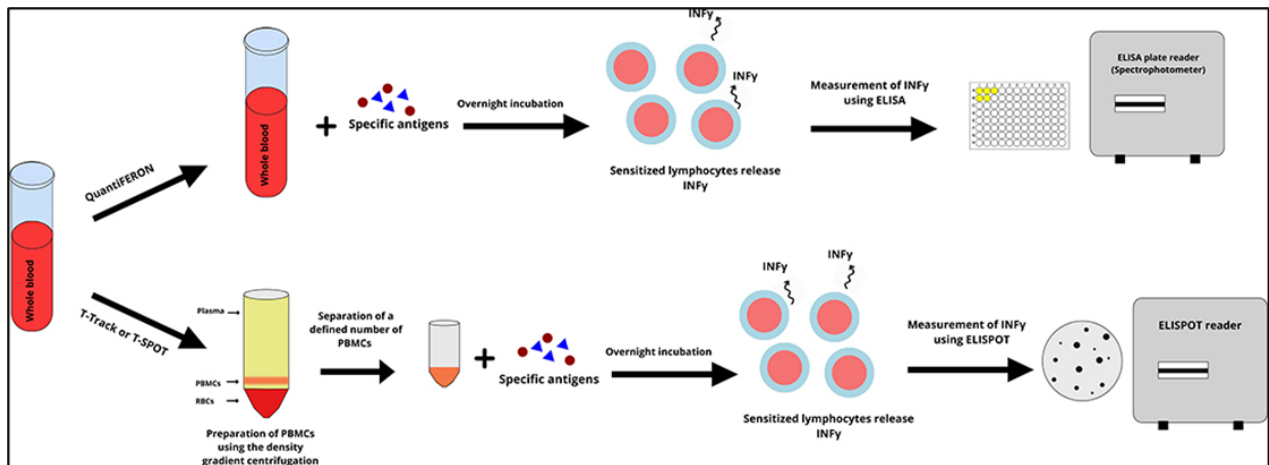 Whole blood
QuantiFERON
T-Track or T-SPOT
Whole blood
+
Specific antigens
Overnight incubation
INFγ
INFγ
Sensitized lymphocytes release
INFγ
Measurement of INFγ
using ELISA
ELISA plate reader
(Spectrophotometer)
Plasma
PBMCs
RBCs
Preparation of PBMCs
using the density
gradient centrifugation
Separation of a
defined number of
PBMCs
+
Specific antigens
Overnight incubation
INFγ
INFγ
Sensitized lymphocytes release
INFγ
Measurement of INFγ
using ELISPOT
ELISPOT reader